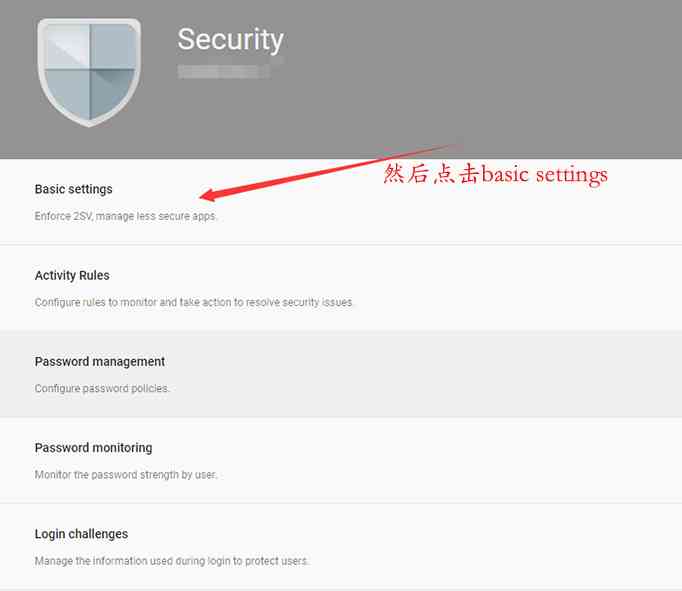 Security
然后点击basic settings
Basic settings
Enforce 2SV, manage less secure apps.
Activity Rules
Configure rules to monitor and take action to resolve security issues.
Password management
Configure password policies.
Password monitoring
Monitor the password strength by user.
Login challenges
Manage the information used during login to protect users.